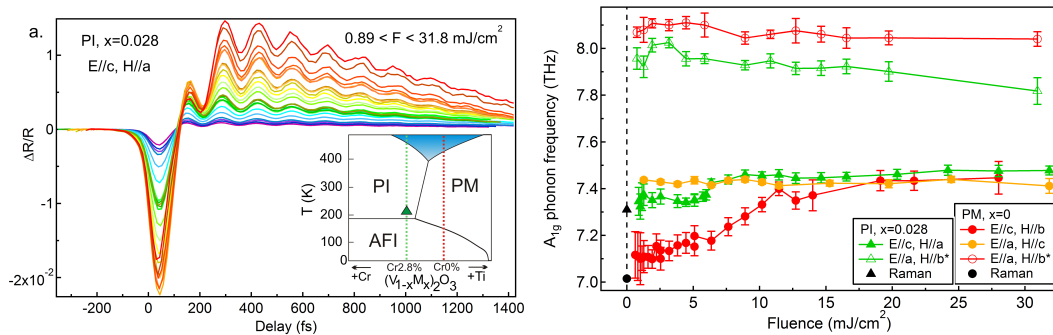 a.
PI, x=0.028
E//c, H//a
0.89 < F < 31.8 mJ/cm²
ΔR/R
1
0
-1
-2x10⁻²
-200
0
200
400
600
800
1000
1200
1400
Delay (fs)
T (K)
400
300
200
100
0
PI
PM
AFI
Cr2.8%
Cr0%
←Cr
+Ti
(V₁₋ₓMₓ)₂O₃
A₁g phonon frequency (THz)
8.0
7.8
7.6
7.4
7.2
7.0
0
5
10
15
20
25
30
Fluence (mJ/cm²)
PI, x=0.028
E//c, H//a
E//a, H//b*
Raman
PM, x=0
E//c, H//b
E//a, H//c
E//a, H//b*
Raman